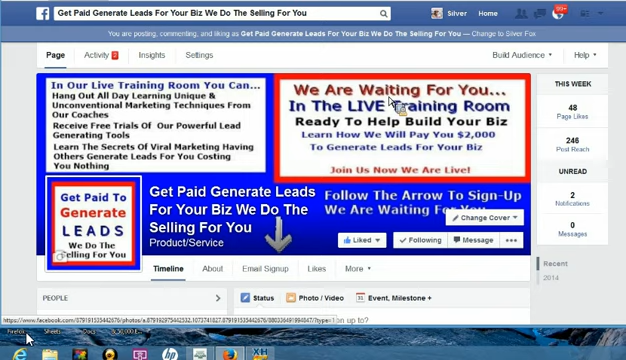 Get Paid Generate Leads For Your Biz We Do The Selling For You
Silver
Home
99+
You are posting, commenting, and liking as Get Paid Generate Leads For Your Biz We Do The Selling For You — Change to Silver Fox
Page
Activity 2
Insights
Settings
Build Audience
Help
In Our Live Training Room You Can...
Hang Out All Day Learning Unique &
Unconventional Marketing Techniques From
Our Coaches
Receive Free Trials Of Our Powerful Lead
Generating Tools
Learn The Secrets Of Viral Marketing Having
Others Generate Leads For You Costing
You Nothing
We Are Waiting For You...
In The LIVE Training Room
Ready To Help Build Your Biz
Learn How We Will Pay You $2,000
To Generate Leads For Your Biz
Join Us Now We Are Live!
THIS WEEK
48
Page Likes
246
Post Reach
UNREAD
2
Notifications
0
Messages
Recent
2014
Get Paid To
Generate
LEADS
We Do The
Selling For You
Get Paid Generate Leads
For Your Biz We Do The
Selling For You
Product/Service
Follow The Arrow To Sign-Up
We Are Waiting For You
Change Cover
Liked
Following
Message
Timeline
About
Email Signup
Likes
More
PEOPLE
Status
Photo / Video
Event, Milestone +
on up to?
Firefox
Sheets
Docs